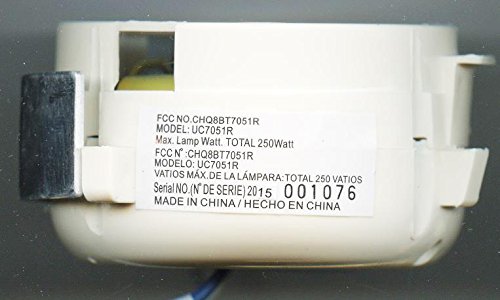 FCC NO.CHQ8BT7051R
MODEL: UC7051R
Max. Lamp Watt. TOTAL 250Watt
FCC N°:CHQ8BT7051R
MODELO: UC7051R
VATIOS MÁX.DE LA LÁMPARA:TOTAL 250 VATIOS
Serial NO.(N° DE SERIE) 2015 001076
MADE IN CHINA / HECHO EN CHINA